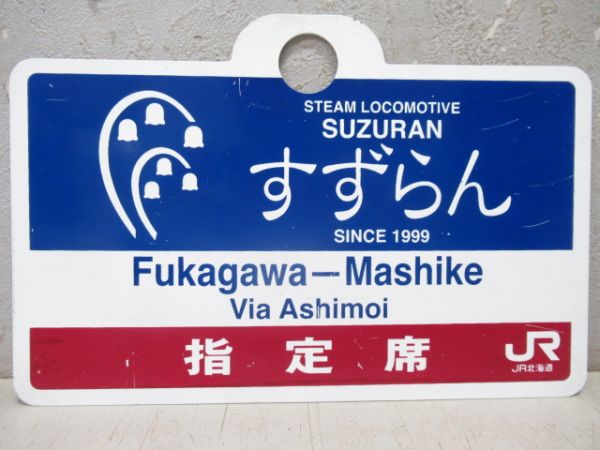 STEAM LOCOMOTIVE
SUZURAN
すずらん
SINCE 1999
Fukagawa—Mashike
Via Ashimoi
指定席
JR
JR北海道